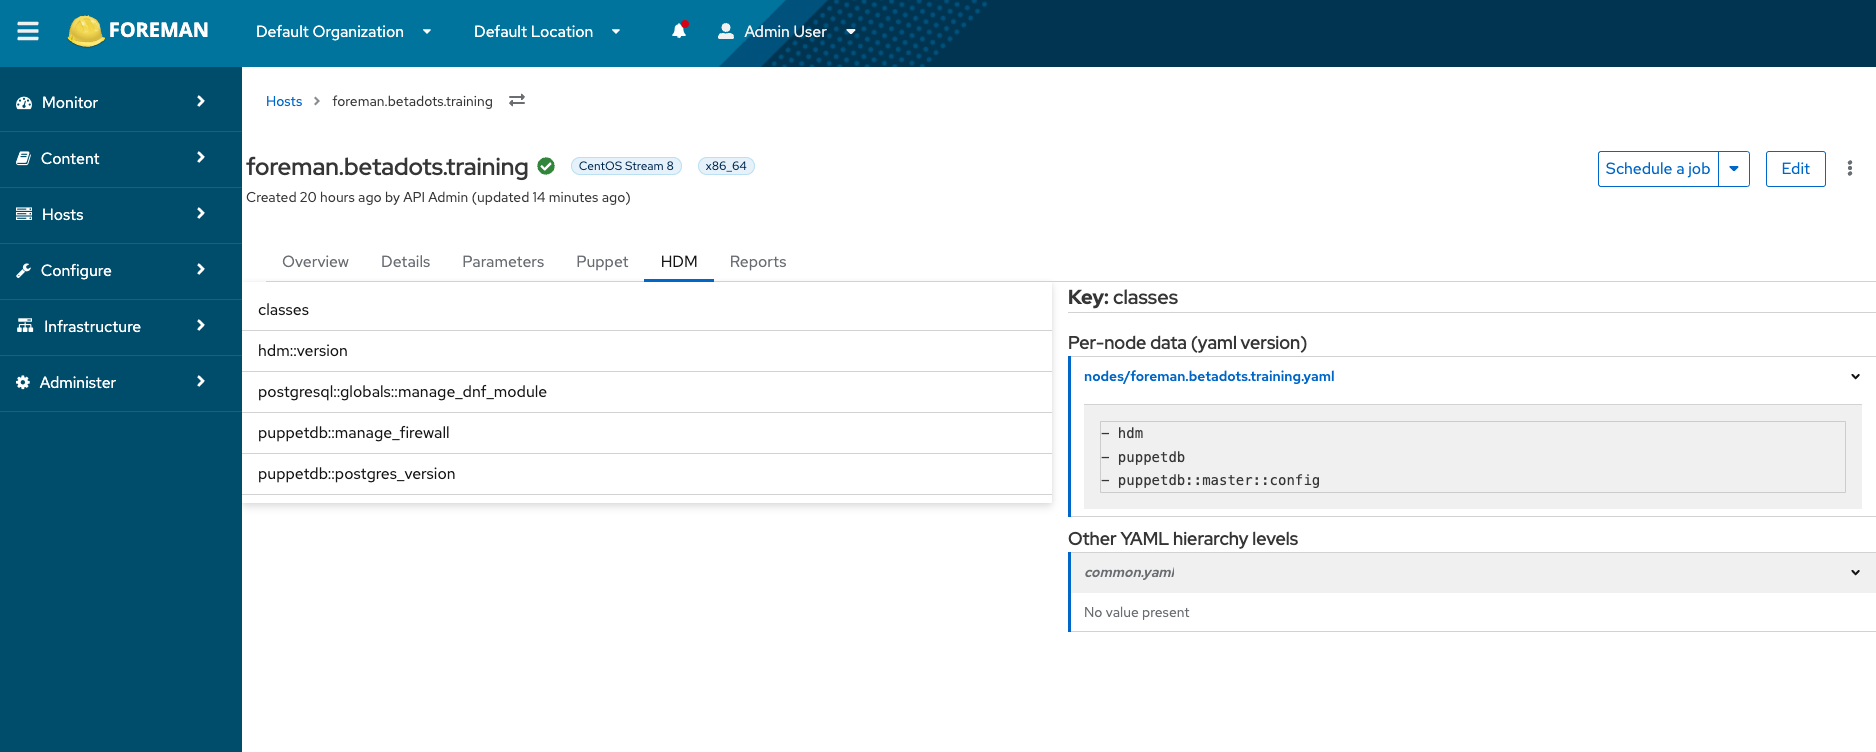 FOREMAN
Default Organization
Default Location
Admin User
Monitor
Content
Hosts
Configure
Infrastructure
Administer
Hosts > foreman.betadots.training
foreman.betadots.training
CentOS Stream 8
x86_64
Created 20 hours ago by API Admin (updated 14 minutes ago)
Schedule a job
Edit
Overview
Details
Parameters
Puppet
HDM
Reports
classes
hdm::version
postgresql::globals::manage_dnf_module
puppetdb::manage_firewall
puppetdb::postgres_version
Key: classes
Per-node data (yaml version)
nodes/foreman.betadots.training.yaml
- hdm
- puppetdb
- puppetdb::master::config
Other YAML hierarchy levels
common.yaml
No value present